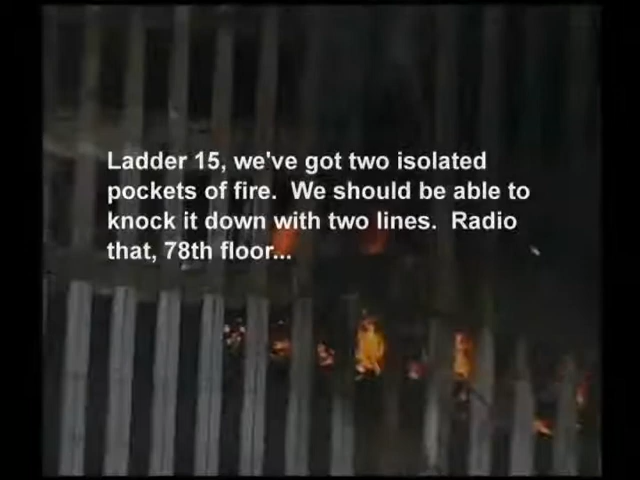 Ladder 15, we've got two isolated
pockets of fire.  We should be able to
knock it down with two lines.  Radio
that, 78th floor...